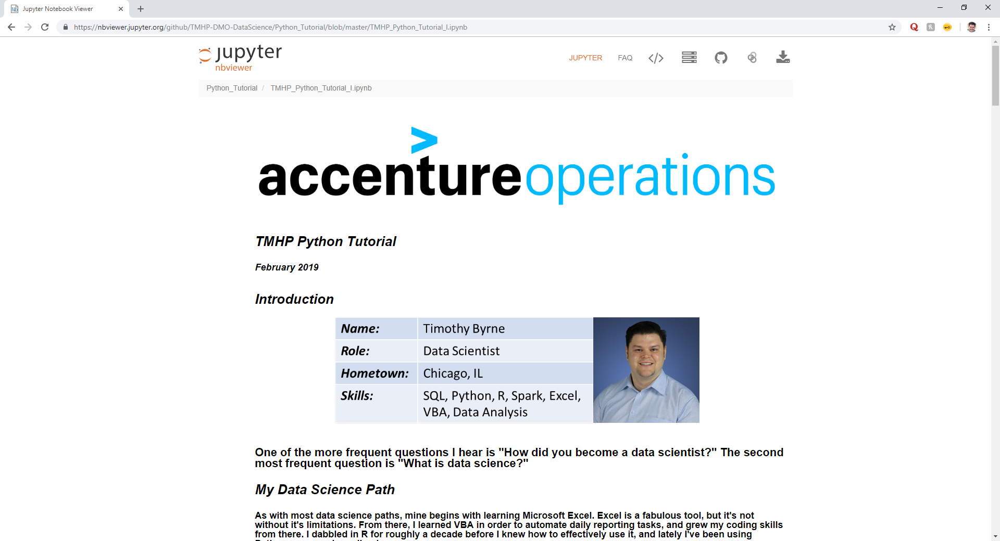 Jupyter Notebook Viewer
https://nbviewer.jupyter.org/github/TMHP-DMO-DataScience/Python_Tutorial/blob/master/TMHP_Python_Tutorial_I.ipynb
jupyter
nbviewer
JUPYTER FAQ
Python_Tutorial / TMHP_Python_Tutorial_I.ipynb
>
accentureoperations
TMHP Python Tutorial
February 2019
Introduction
Name: Timothy Byrne
Role: Data Scientist
Hometown: Chicago, IL
Skills: SQL, Python, R, Spark, Excel,
VBA, Data Analysis
One of the more frequent questions I hear is "How did you become a data scientist?" The second
most frequent question is "What is data science?"
My Data Science Path
As with most data science paths, mine begins with learning Microsoft Excel. Excel is a fabulous tool, but it's not
without it's limitations. From there, I learned VBA in order to automate daily reporting tasks, and grew my coding skills
from there. I dabbled in R for roughly a decade before I knew how to effectively use it, and lately I've been using